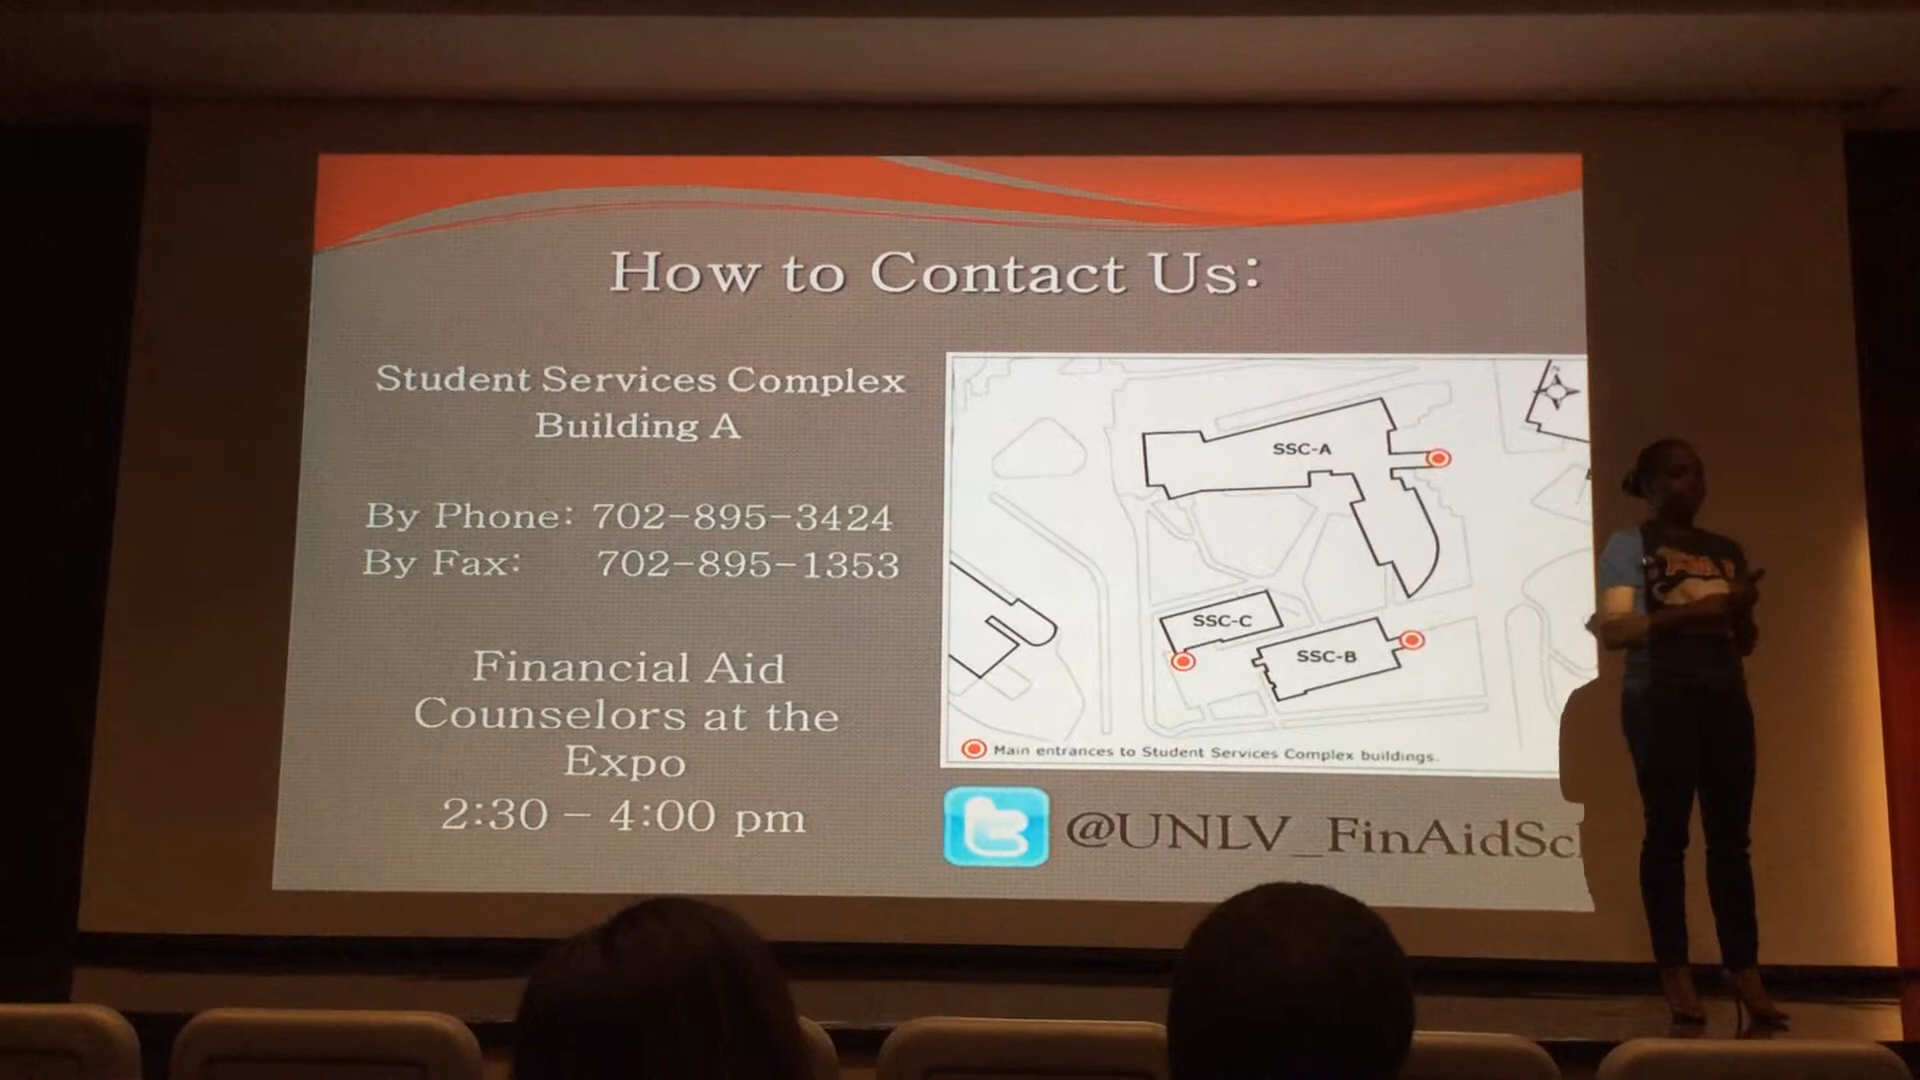 How to Contact Us:
Student Services Complex
Building A
By Phone: 702-895-3424
By Fax: 702-895-1353
Financial Aid
Counselors at the
Expo
2:30 – 4:00 pm
SSC-A
SSC-C
SSC-B
Main entrances to Student Services Complex buildings.
@UNLV_FinAidSc